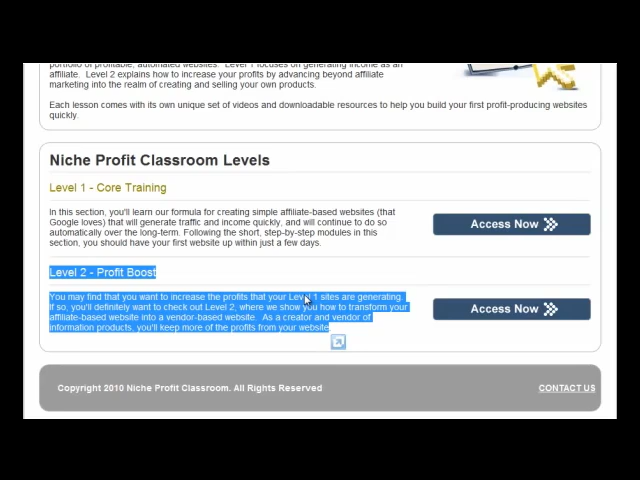 portfolio of profitable, automated websites. Level 1 focuses on generating income as an
affiliate. Level 2 explains how to increase your profits by advancing beyond affiliate
marketing into the realm of creating and selling your own products.
Each lesson comes with its own unique set of videos and downloadable resources to help you build your first profit-producing websites
quickly.
Niche Profit Classroom Levels
Level 1 - Core Training
In this section, you'll learn our formula for creating simple affiliate-based websites (that
Google loves) that will generate traffic and income quickly, and will continue to do so
automatically over the long-term. Following the short, step-by-step modules in this
section, you should have your first website up within just a few days.
Access Now
Level 2 - Profit Boost
You may find that you want to increase the profits that your Level 1 sites are generating.
If so, you'll definitely want to check out Level 2, where we show you how to transform your
affiliate-based website into a vendor-based website. As a creator and vendor of
information products, you'll keep more of the profits from your website
Access Now
Copyright 2010 Niche Profit Classroom. All Rights Reserved
CONTACT US